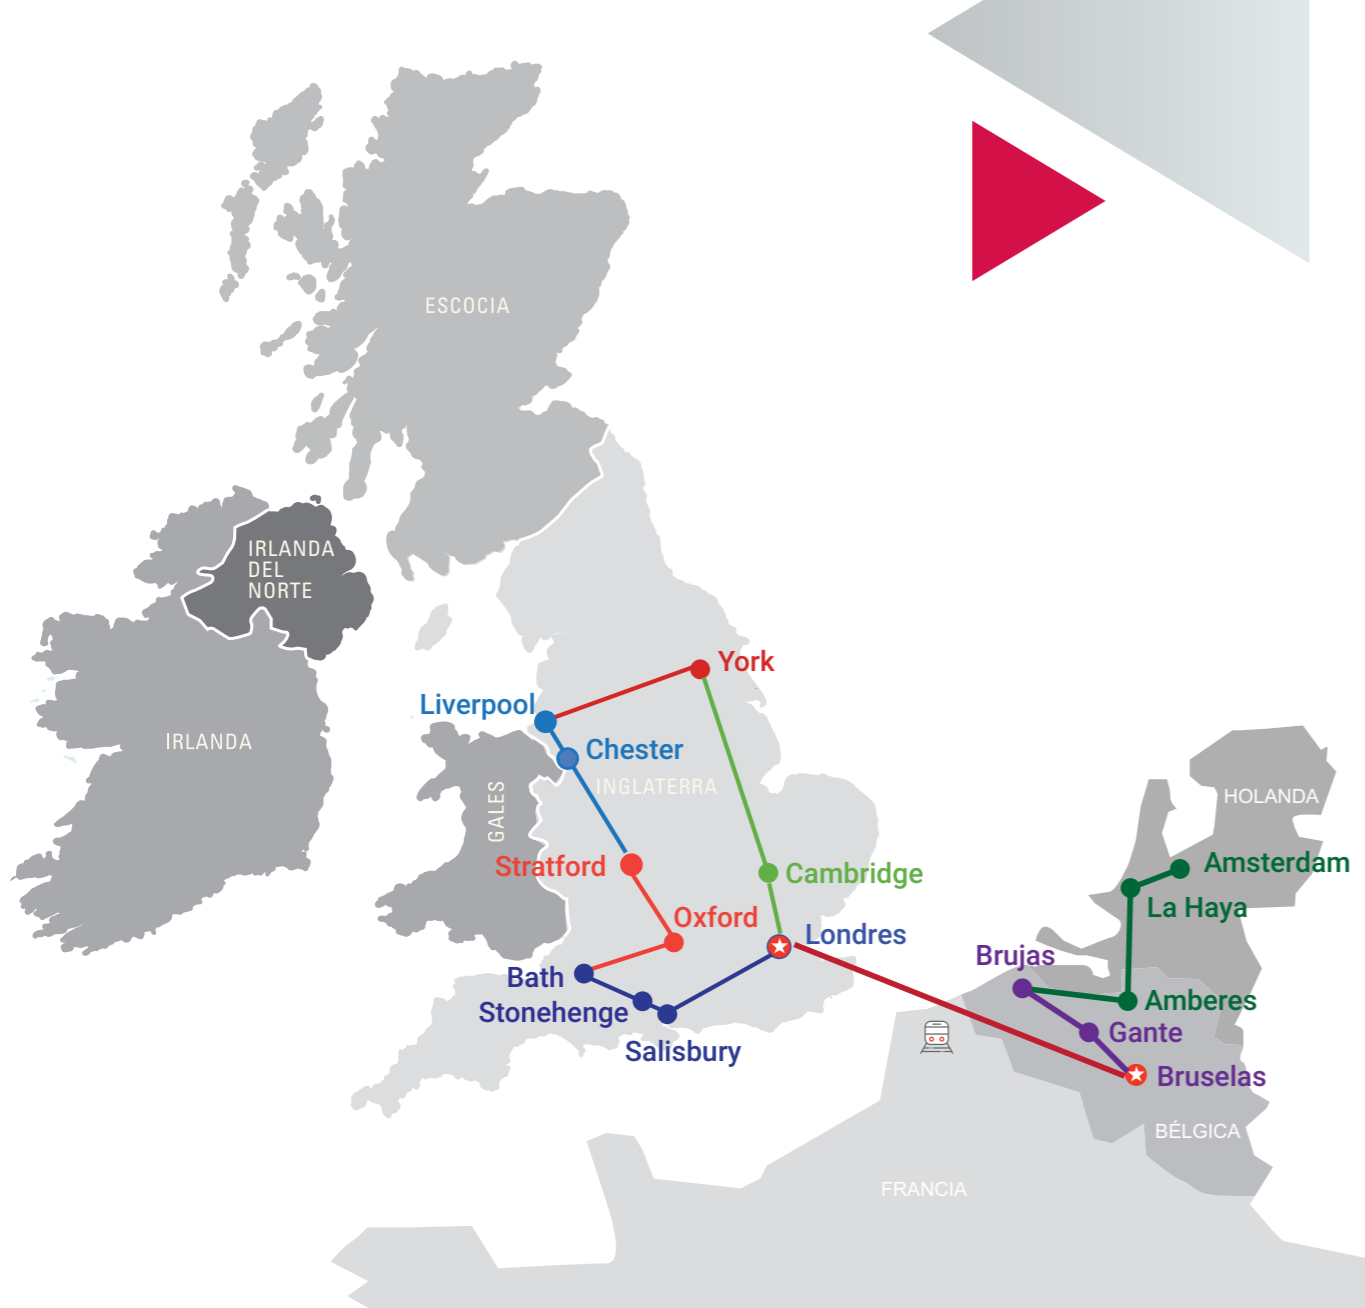 ESCOCIA
IRLANDA
DEL
NORTE
York
Liverpool
IRLANDA
Chester
INGLATERRA
GALES
HOLANDA
Stratford
Cambridge
Amsterdam
La Haya
Oxford
Londres
Brujas
Bath
Stonehenge
Amberes
Gante
Salisbury
Bruselas
BÉLGICA
FRANCIA